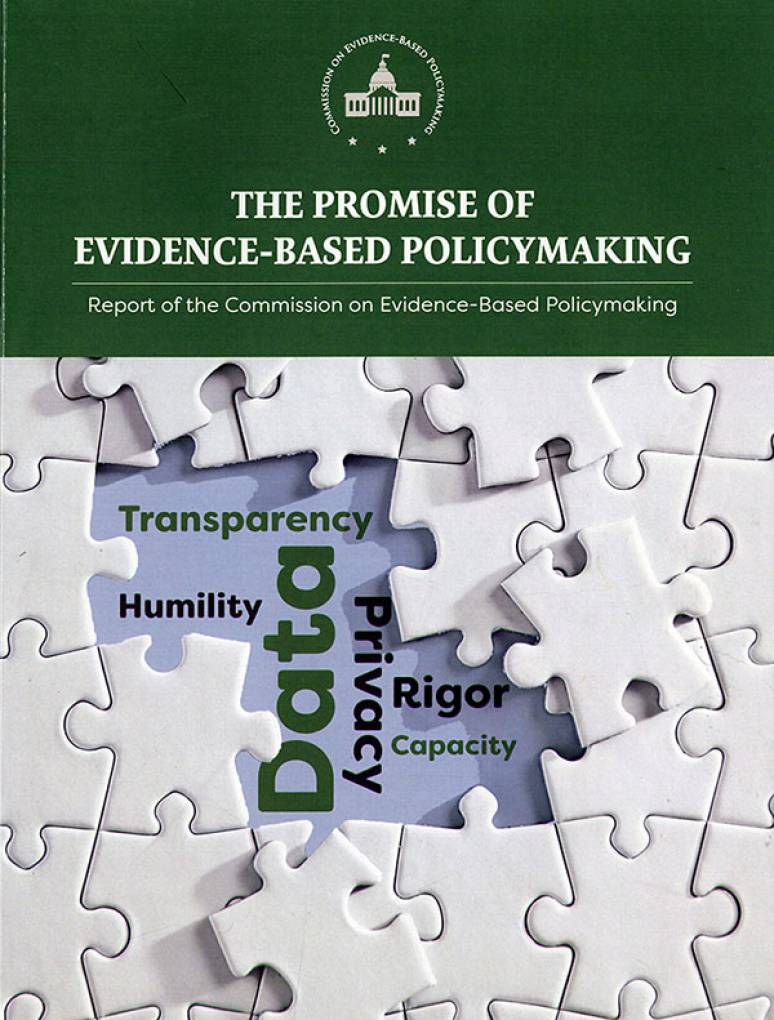 COMMISSION ON EVIDENCE-BASED POLICYMAKING
THE PROMISE OF
EVIDENCE-BASED POLICYMAKING
Report of the Commission on Evidence-Based Policymaking
Transparency
Data
Humility
Privacy
Rigor
Capacity